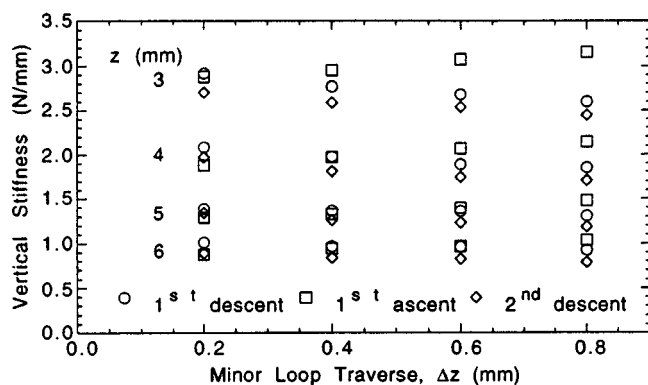 Vertical Stiffness (N/mm)
3.5
3.0
2.5
2.0
1.5
1.0
0.5
0.0
z (mm)
3
4
5
6
1st descent 1st ascent 2nd descent
0.0 0.2 0.4 0.6 0.8
Minor Loop Traverse, Δz (mm)